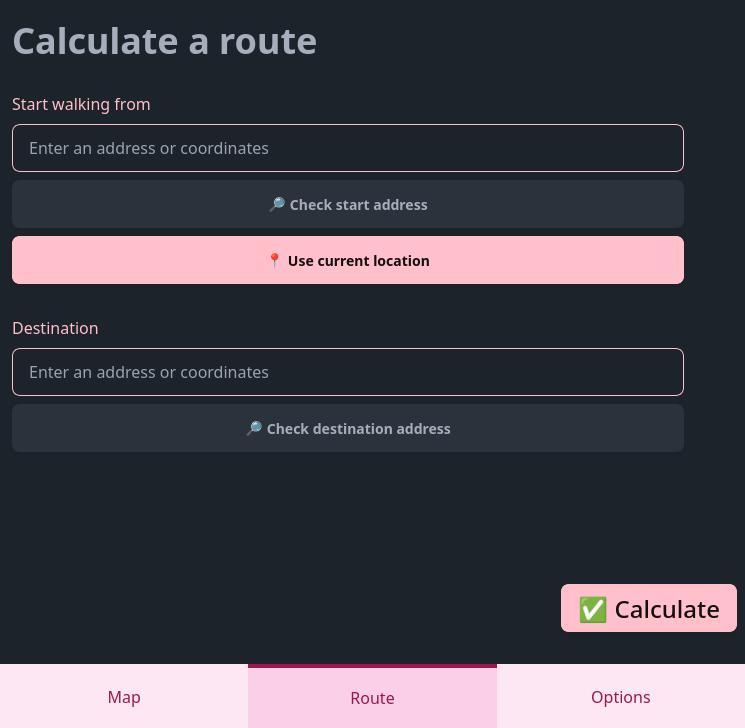 Calculate a route
Start walking from
Enter an address or coordinates
🔎 Check start address
📍 Use current location
Destination
Enter an address or coordinates
🔎 Check destination address
✅ Calculate
Map
Route
Options